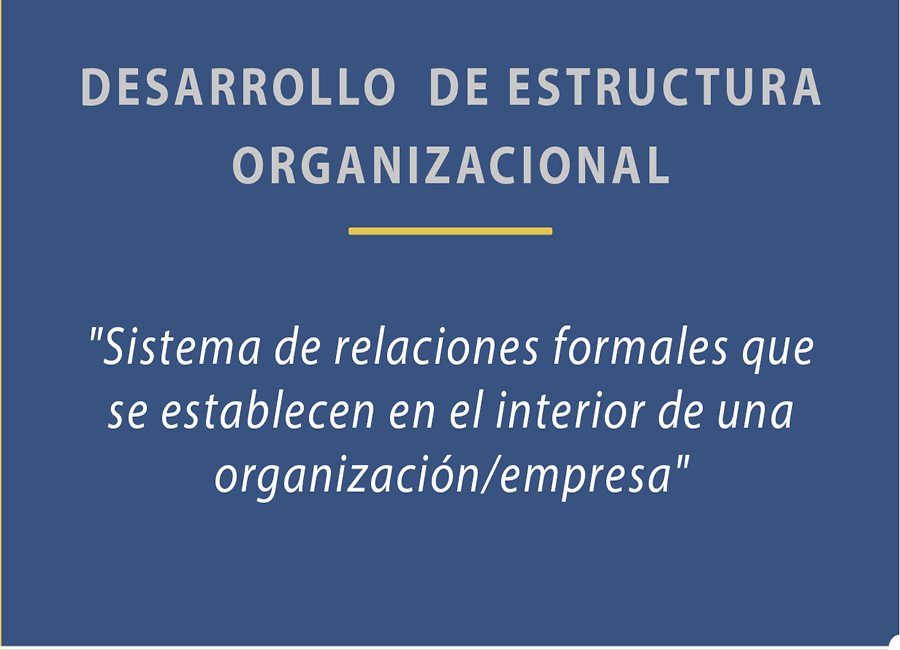 DESARROLLO DE ESTRUCTURA
ORGANIZACIONAL
"Sistema de relaciones formales que
se establecen en el interior de una
organización/empresa"